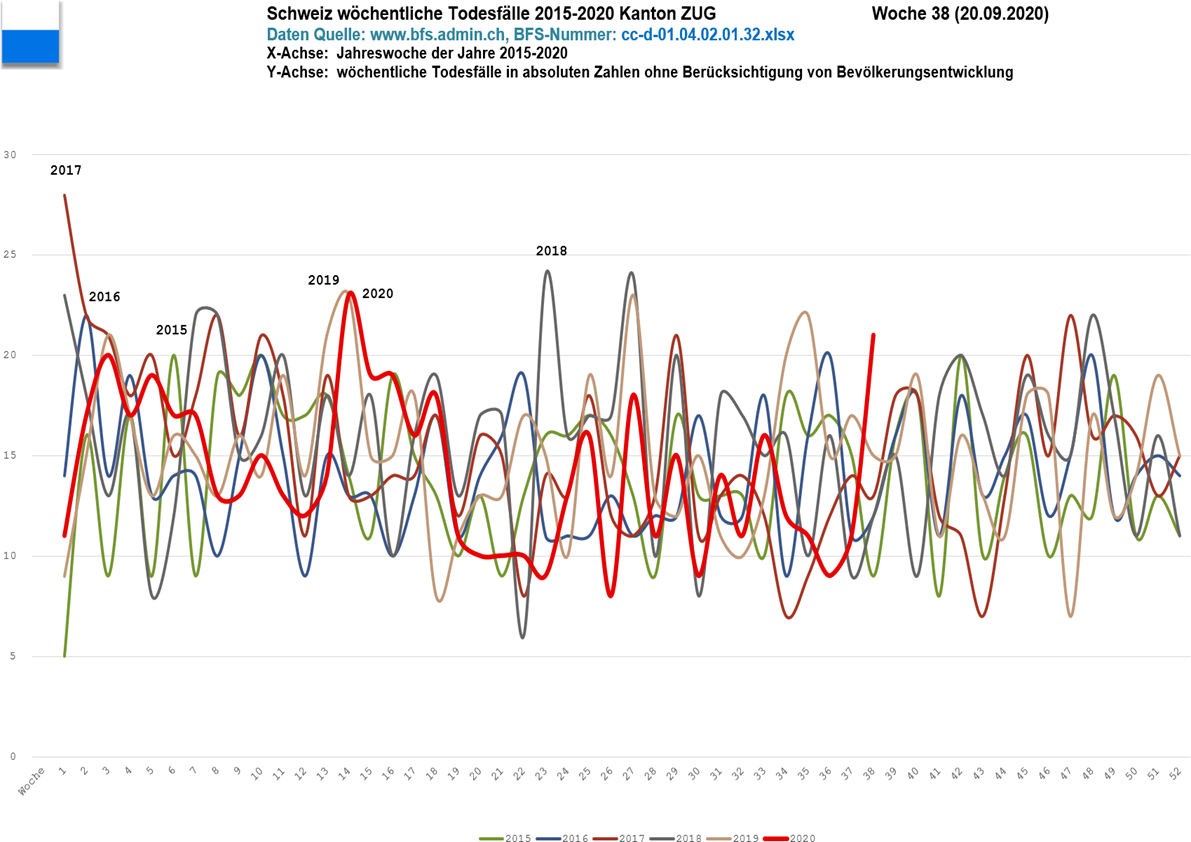 Schweiz wöchentliche Todesfälle 2015-2020 Kanton ZUG Woche 38 (20.09.2020)
Daten Quelle: www.bfs.admin.ch, BFS-Nummer: cc-d-01.04.02.01.32.xlsx
X-Achse: Jahreswoche der Jahre 2015-2020
Y-Achse: wöchentliche Todesfälle in absoluten Zahlen ohne Berücksichtigung von Bevölkerungsentwicklung
30
2017
25
2018
2019
2020
2016
2015
20
15
10
5
0
Woche 1 2 3 4 5 6 7 8 9 10 11 12 13 14 15 16 17 18 19 20 21 22 23 24 25 26 27 28 29 30 31 32 33 34 35 36 37 38 39 40 41 42 43 44 45 46 47 48 49 50 51 52
2015 2016 2017 2018 2019 2020